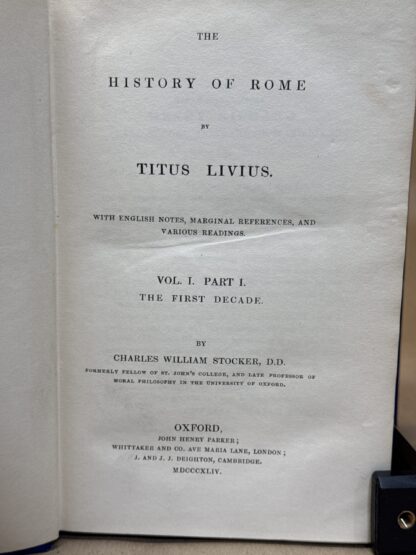 THE
HISTORY OF ROME
BY
TITUS LIVIUS.
WITH ENGLISH NOTES, MARGINAL REFERENCES, AND
VARIOUS READINGS.
VOL. I. PART I.
THE FIRST DECADE.
BY
CHARLES WILLIAM STOCKER, D.D.
FORMERLY FELLOW OF ST. JOHN'S COLLEGE, AND LATE PROFESSOR OF
MORAL PHILOSOPHY IN THE UNIVERSITY OF OXFORD.
OXFORD,
JOHN HENRY PARKER;
WHITTAKER AND CO. AVE MARIA LANE, LONDON;
J. AND J. J. DEIGHTON, CAMBRIDGE.
MDCCCXLIV.